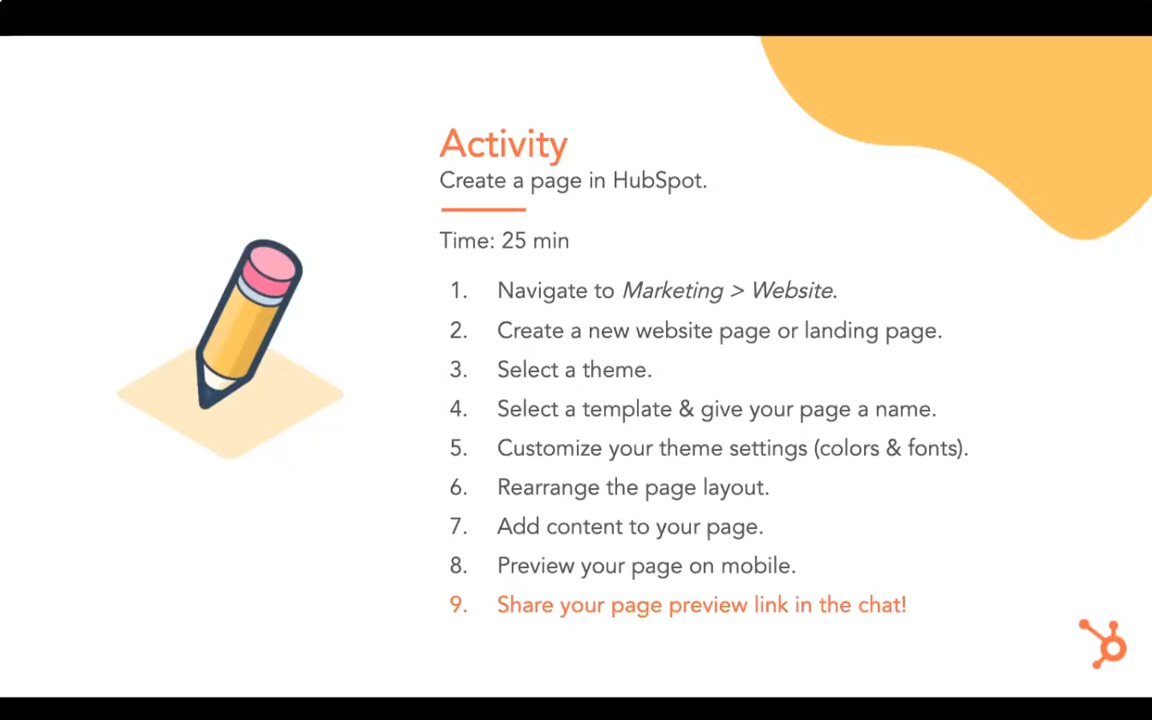 Activity
Create a page in HubSpot.
Time: 25 min
1. Navigate to Marketing > Website.
2. Create a new website page or landing page.
3. Select a theme.
4. Select a template & give your page a name.
5. Customize your theme settings (colors & fonts).
6. Rearrange the page layout.
7. Add content to your page.
8. Preview your page on mobile.
9. Share your page preview link in the chat!